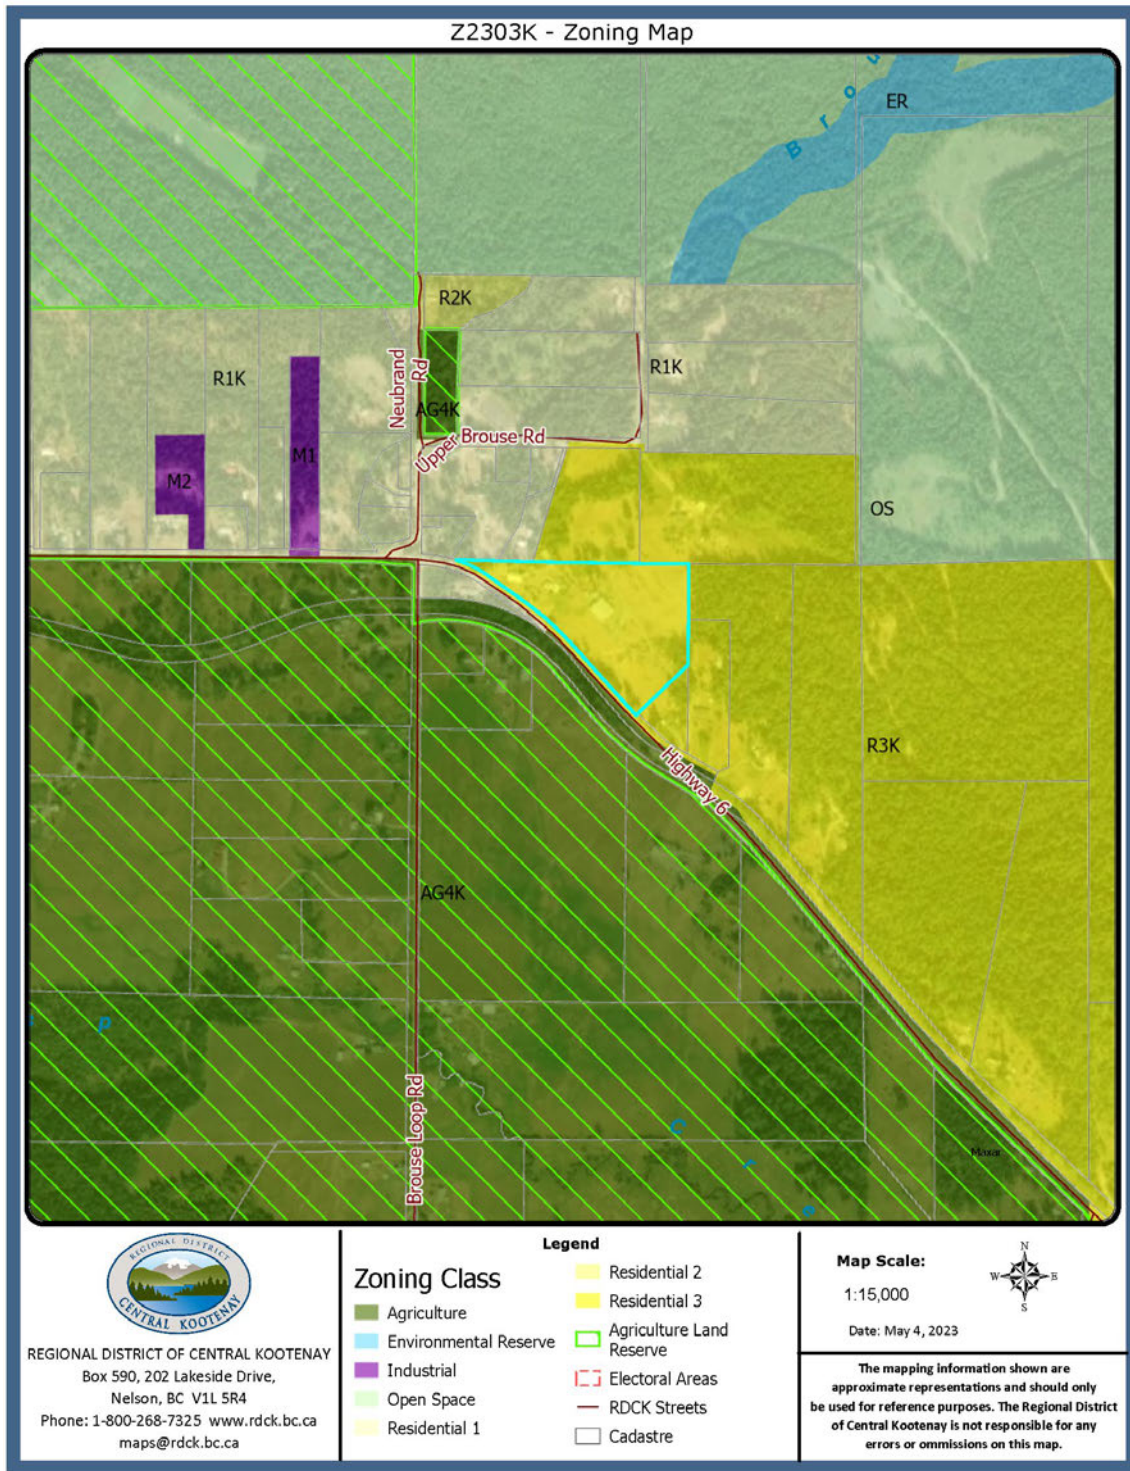 Z2303K - Zoning Map
B r o u
ER
R2K
Neubrand Rd
R1K
R1K
AG4K
Upper Brouse Rd
M1
M2
OS
R3K
Highway 6
AG4K
p
Brouse Loop Rd
C r e
Maxar
REGIONAL DISTRICT
CENTRAL KOOTENAY
REGIONAL DISTRICT OF CENTRAL KOOTENAY
Box 590, 202 Lakeside Drive,
Nelson, BC V1L 5R4
Phone: 1-800-268-7325 www.rdck.bc.ca
maps@rdck.bc.ca
Legend
Zoning Class
Agriculture
Environmental Reserve
Industrial
Open Space
Residential 1
Residential 2
Residential 3
Agriculture Land
Reserve
Electoral Areas
RDCK Streets
Cadastre
Map Scale:
1:15,000
N
W E
S
Date: May 4, 2023
The mapping information shown are
approximate representations and should only
be used for reference purposes. The Regional District
of Central Kootenay is not responsible for any
errors or ommissions on this map.